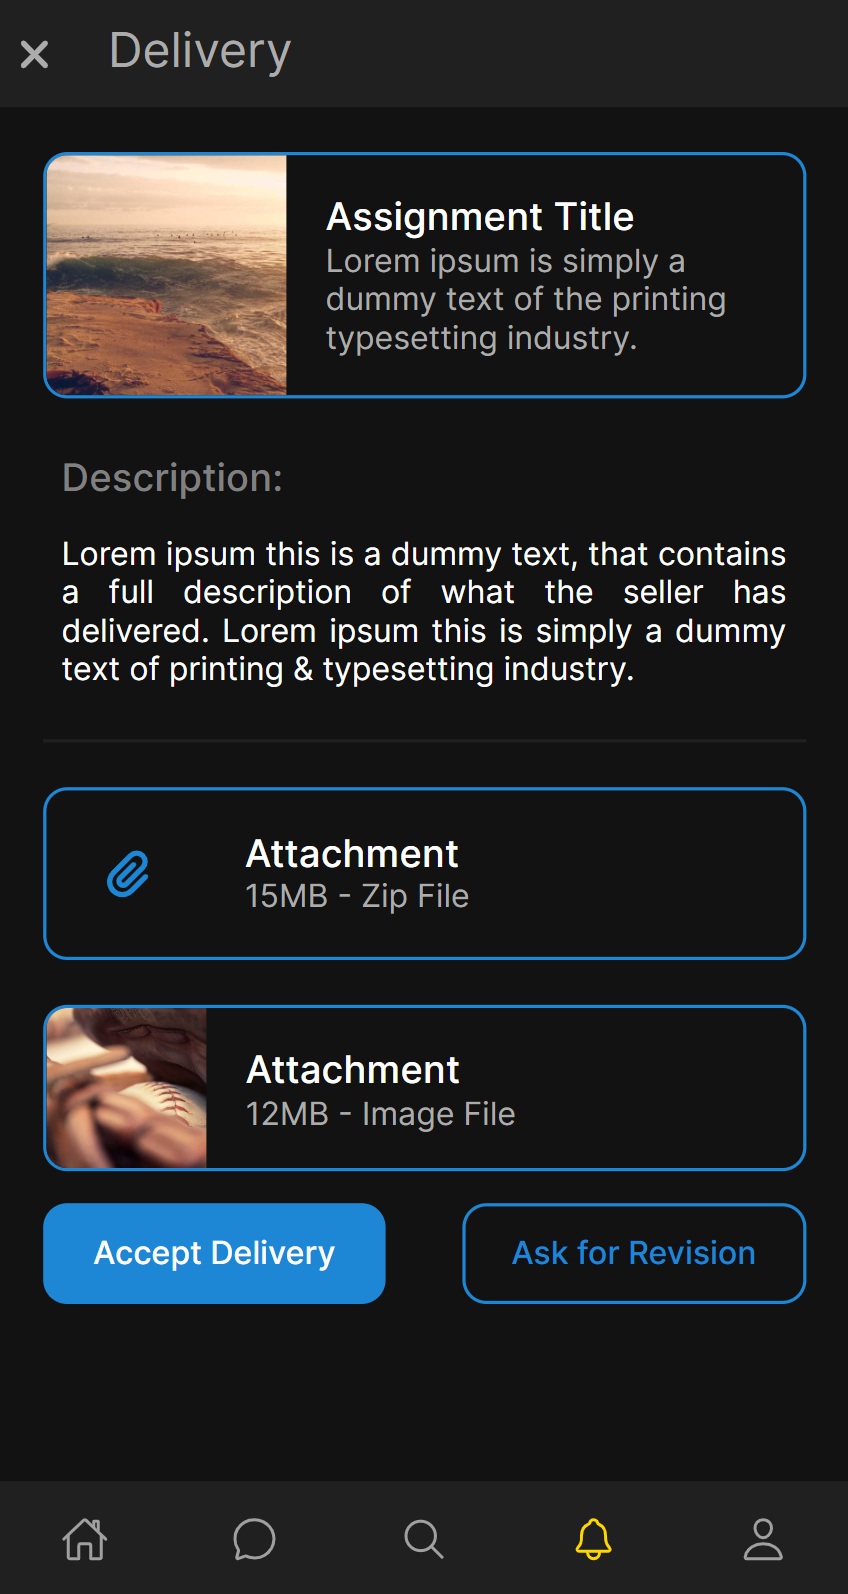 Delivery
Assignment Title
Lorem ipsum is simply a
dummy text of the printing
typesetting industry.
Description:
Lorem ipsum this is a dummy text, that contains
a full description of what the seller has
delivered. Lorem ipsum this is simply a dummy
text of printing & typesetting industry.
Attachment
15MB - Zip File
Attachment
12MB - Image File
Accept Delivery
Ask for Revision